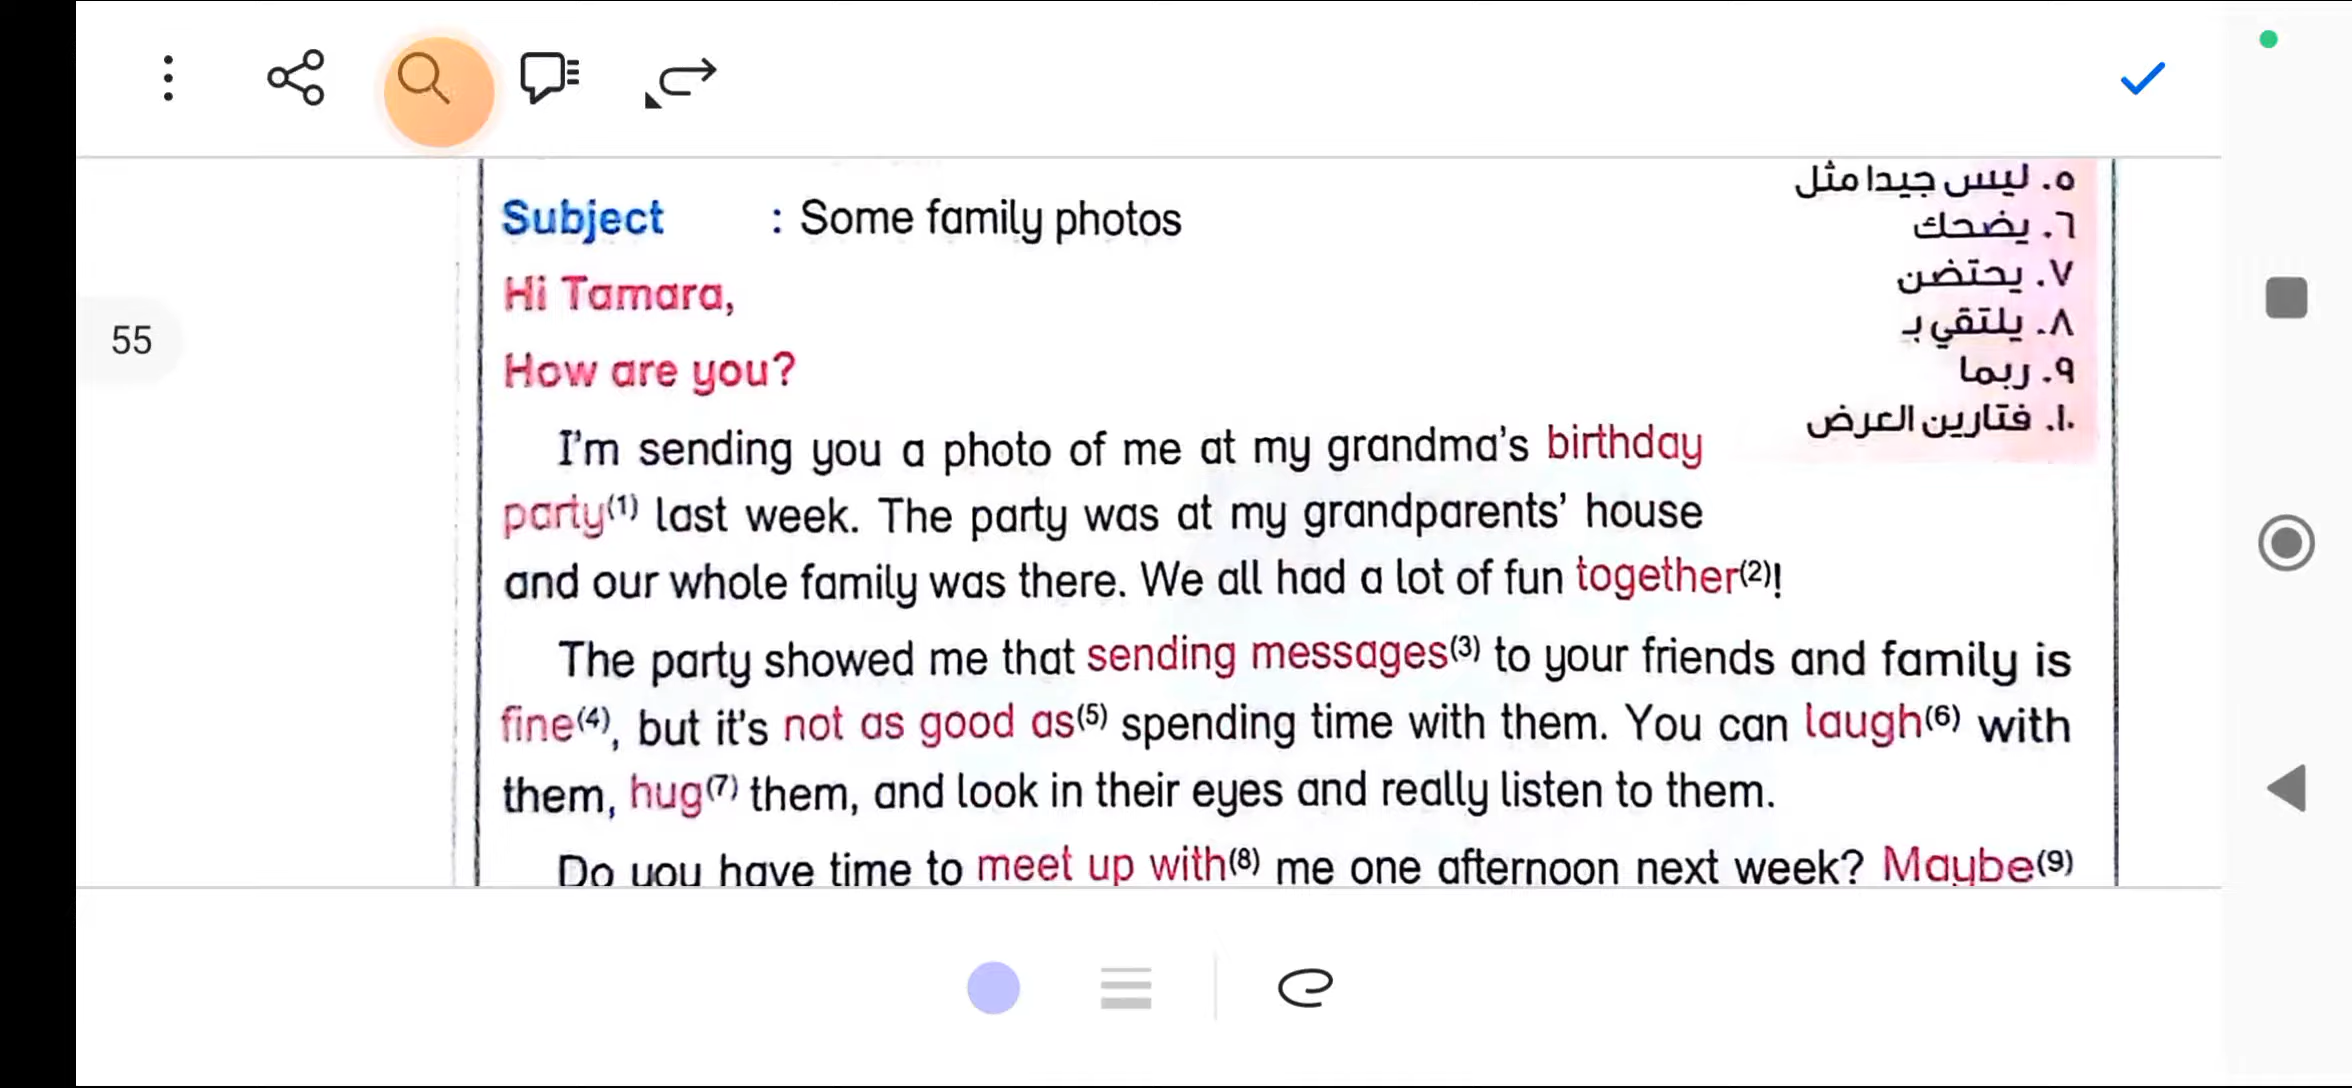 55
٥. ليس جيدا مثل
٦. يضحك
٧. يحتضن
٨. يلتقي بـ
٩. ربما
١٠. فتارين العرض
Subject : Some family photos
Hi Tamara,
How are you?
I'm sending you a photo of me at my grandma's birthday
party(1) last week. The party was at my grandparents' house
and our whole family was there. We all had a lot of fun together(2)!
The party showed me that sending messages(3) to your friends and family is
fine(4), but it's not as good as(5) spending time with them. You can laugh(6) with
them, hug(7) them, and look in their eyes and really listen to them.
Do you have time to meet up with(8) me one afternoon next week? Maybe(9)